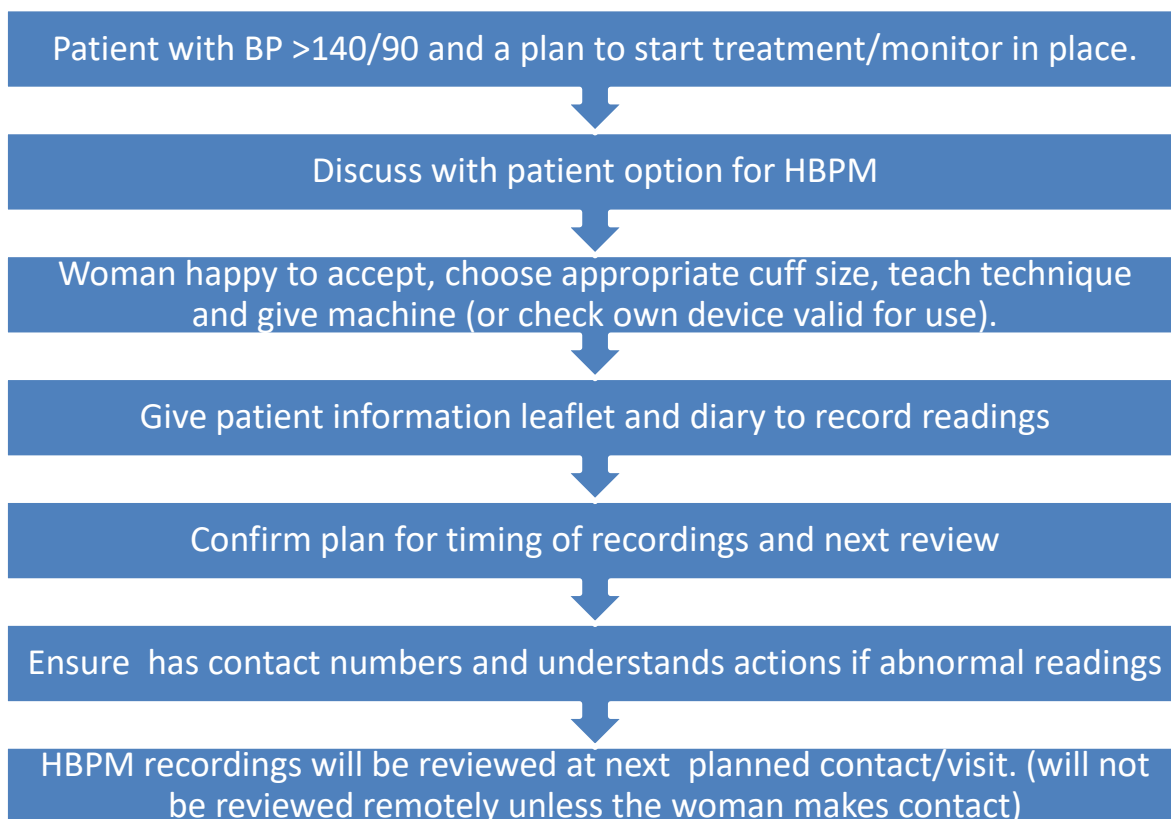 Patient with BP >140/90 and a plan to start treatment/monitor in place.
Discuss with patient option for HBPM
Woman happy to accept, choose appropriate cuff size, teach technique
and give machine (or check own device valid for use).
Give patient information leaflet and diary to record readings
Confirm plan for timing of recordings and next review
Ensure  has contact numbers and understands actions if abnormal readings
HBPM recordings will be reviewed at next  planned contact/visit. (will not
be reviewed remotely unless the woman makes contact)